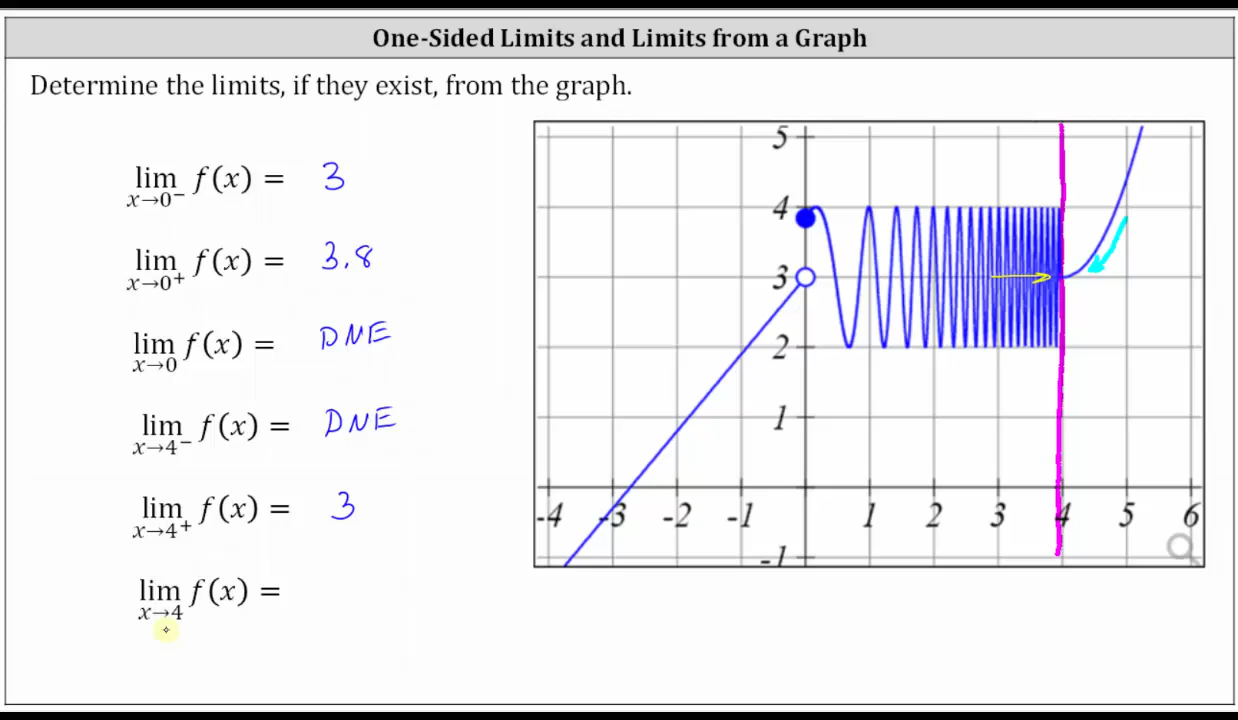 One-Sided Limits and Limits from a Graph
Determine the limits, if they exist, from the graph.
lim f(x) = 3
x→0⁻
lim f(x) = 3.8
x→0⁺
lim f(x) = DNE
x→0
lim f(x) = DNE
x→4⁻
lim f(x) = 3
x→4⁺
lim f(x) =
x→4
5
4
3
2
1
-4 -3 -2 -1 1 2 3 4 5 6
-1